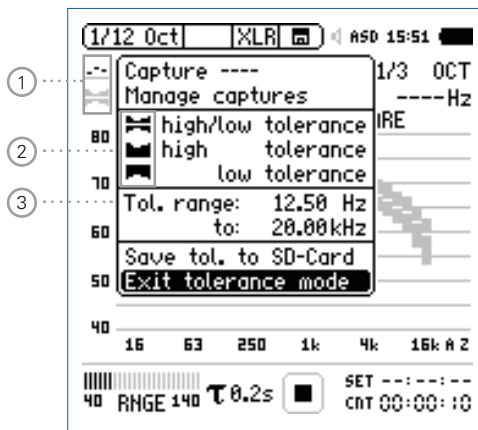 1/12 Oct XLR ASD 15:51
-.- Capture ---- 1/3 OCT
Manage captures ----Hz
IRE
high/low tolerance
80 high tolerance
low tolerance
70
Tol. range: 12.50 Hz
60 to: 20.00kHz
Save tol. to SD-Card
50 Exit tolerance mode
40
16 63 250 1k 4k 16k A Z
40 RNGE 140 τ0.2s SET --:--:--
CNT 00:00:10
1
2
3